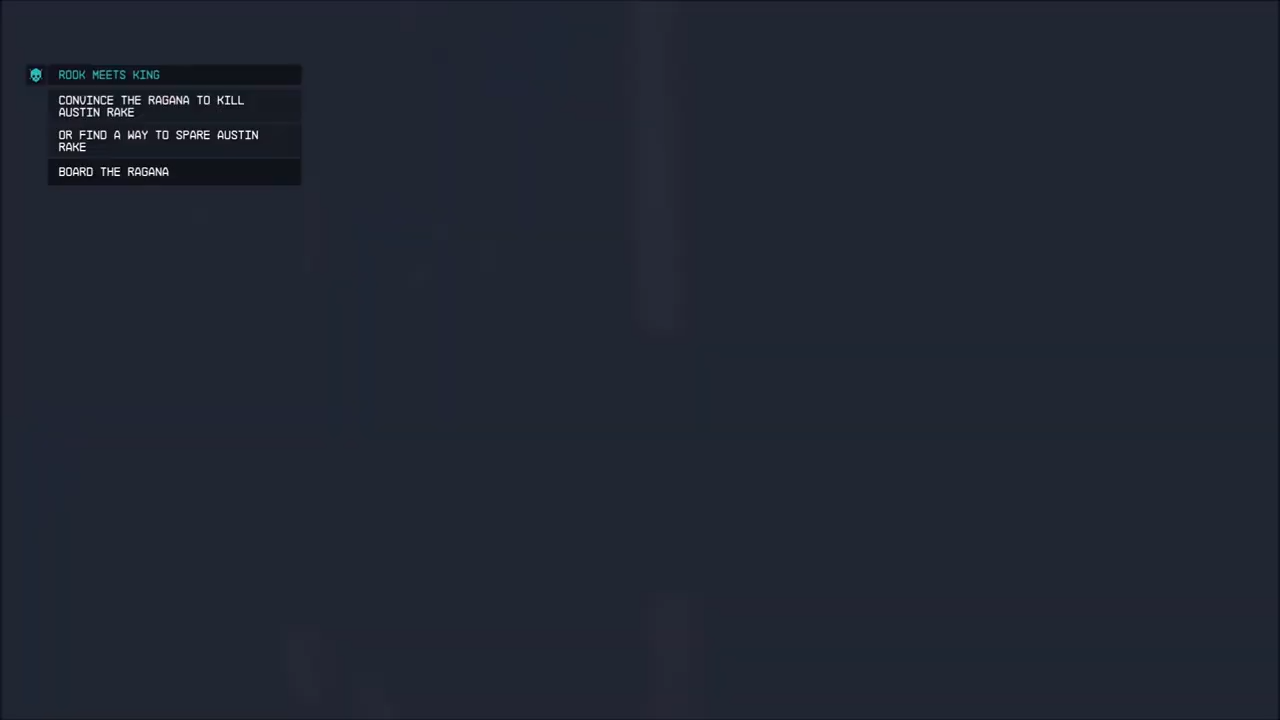 ROOK MEETS KING
CONVINCE THE RAGANA TO KILL
AUSTIN RAKE
OR FIND A WAY TO SPARE AUSTIN
RAKE
BOARD THE RAGANA